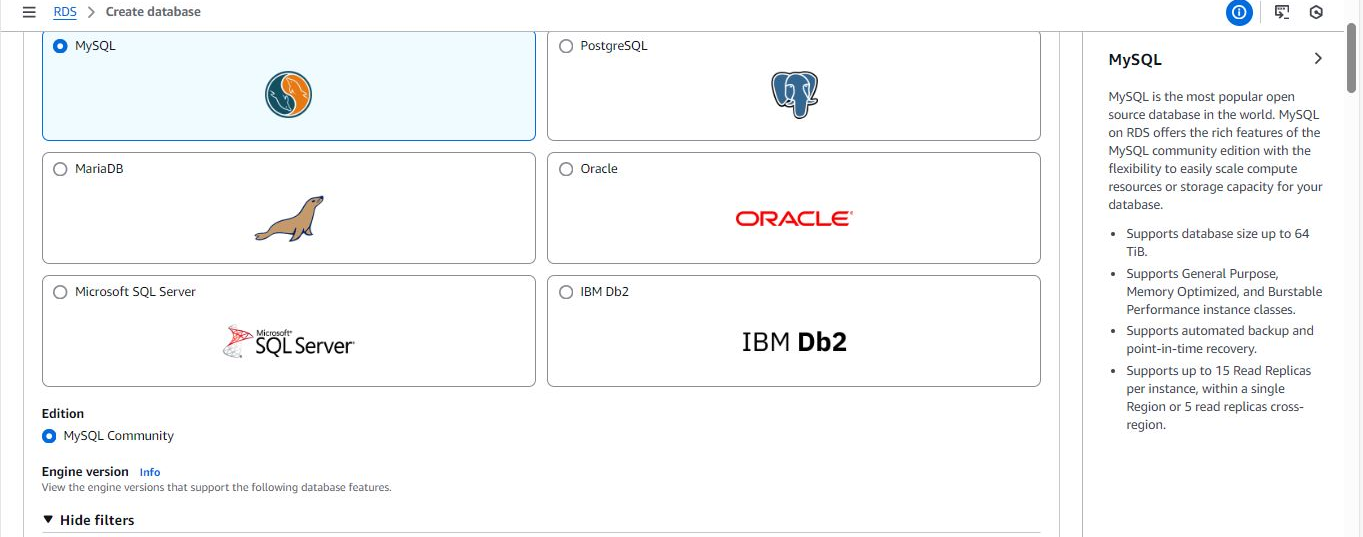 RDS > Create database
MySQL
PostgreSQL
MariaDB
Oracle
ORACLE
Microsoft SQL Server
IBM Db2
Microsoft®
SQL Server
IBM Db2
Edition
MySQL Community
Engine version Info
View the engine versions that support the following database features.
Hide filters
MySQL
MySQL is the most popular open
source database in the world. MySQL
on RDS offers the rich features of the
MySQL community edition with the
flexibility to easily scale compute
resources or storage capacity for your
database.
• Supports database size up to 64
TiB.
• Supports General Purpose,
Memory Optimized, and Burstable
Performance instance classes.
• Supports automated backup and
point-in-time recovery.
• Supports up to 15 Read Replicas
per instance, within a single
Region or 5 read replicas cross-
region.